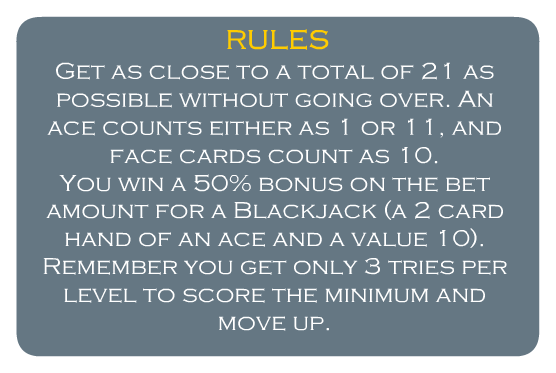 RULES
GET AS CLOSE TO A TOTAL OF 21 AS
POSSIBLE WITHOUT GOING OVER. AN
ACE COUNTS EITHER AS 1 OR 11, AND
FACE CARDS COUNT AS 10.
YOU WIN A 50% BONUS ON THE BET
AMOUNT FOR A BLACKJACK (A 2 CARD
HAND OF AN ACE AND A VALUE 10).
REMEMBER YOU GET ONLY 3 TRIES PER
LEVEL TO SCORE THE MINIMUM AND
MOVE UP.